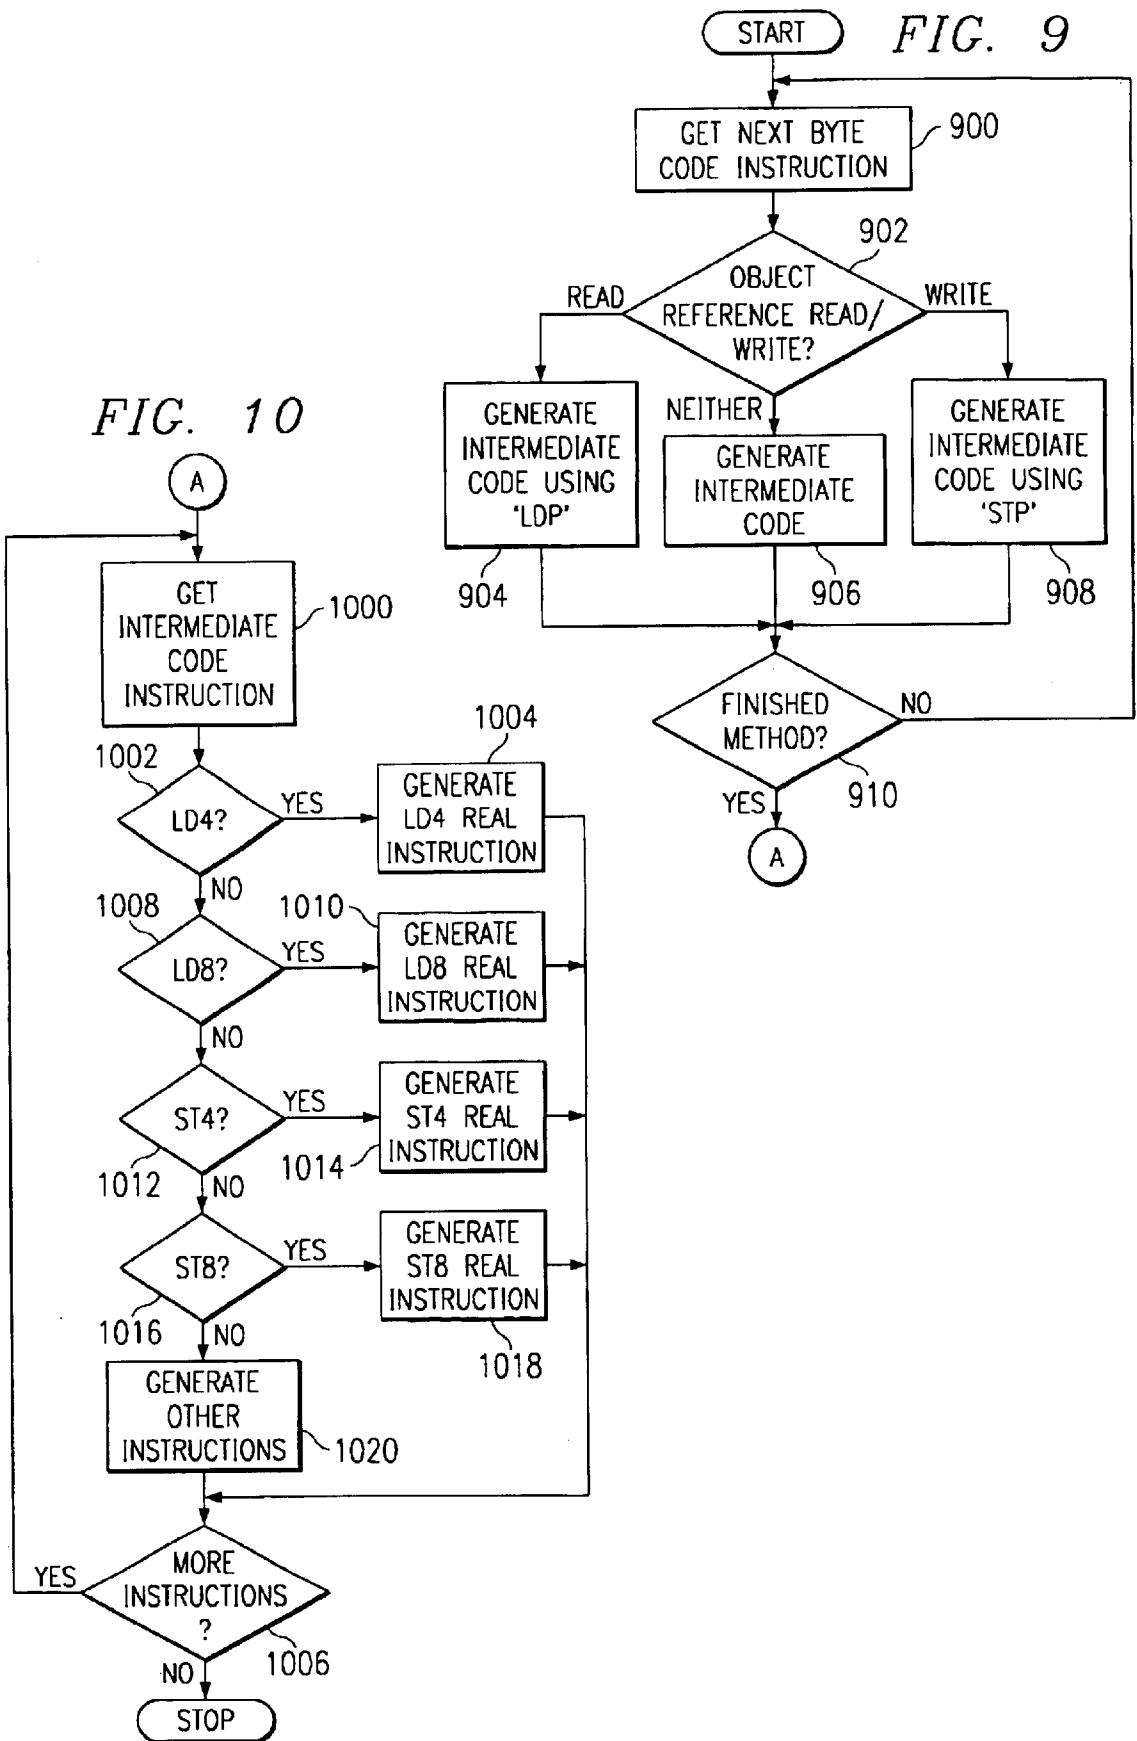 START
FIG. 9
GET NEXT BYTE
CODE INSTRUCTION
900
902
OBJECT
REFERENCE READ/
WRITE?
READ
WRITE
NEITHER
GENERATE
INTERMEDIATE
CODE USING
'LDP'
904
GENERATE
INTERMEDIATE
CODE
906
GENERATE
INTERMEDIATE
CODE USING
'STP'
908
FINISHED
METHOD?
NO
910
YES
A
FIG. 10
A
GET
INTERMEDIATE
CODE
INSTRUCTION
1000
1002
LD4?
YES
1004
GENERATE
LD4 REAL
INSTRUCTION
NO
1008
LD8?
YES
1010
GENERATE
LD8 REAL
INSTRUCTION
NO
ST4?
YES
1012
GENERATE
ST4 REAL
INSTRUCTION
1014
NO
ST8?
YES
1016
GENERATE
ST8 REAL
INSTRUCTION
1018
NO
GENERATE
OTHER
INSTRUCTIONS
1020
MORE
INSTRUCTIONS
?
YES
1006
NO
STOP